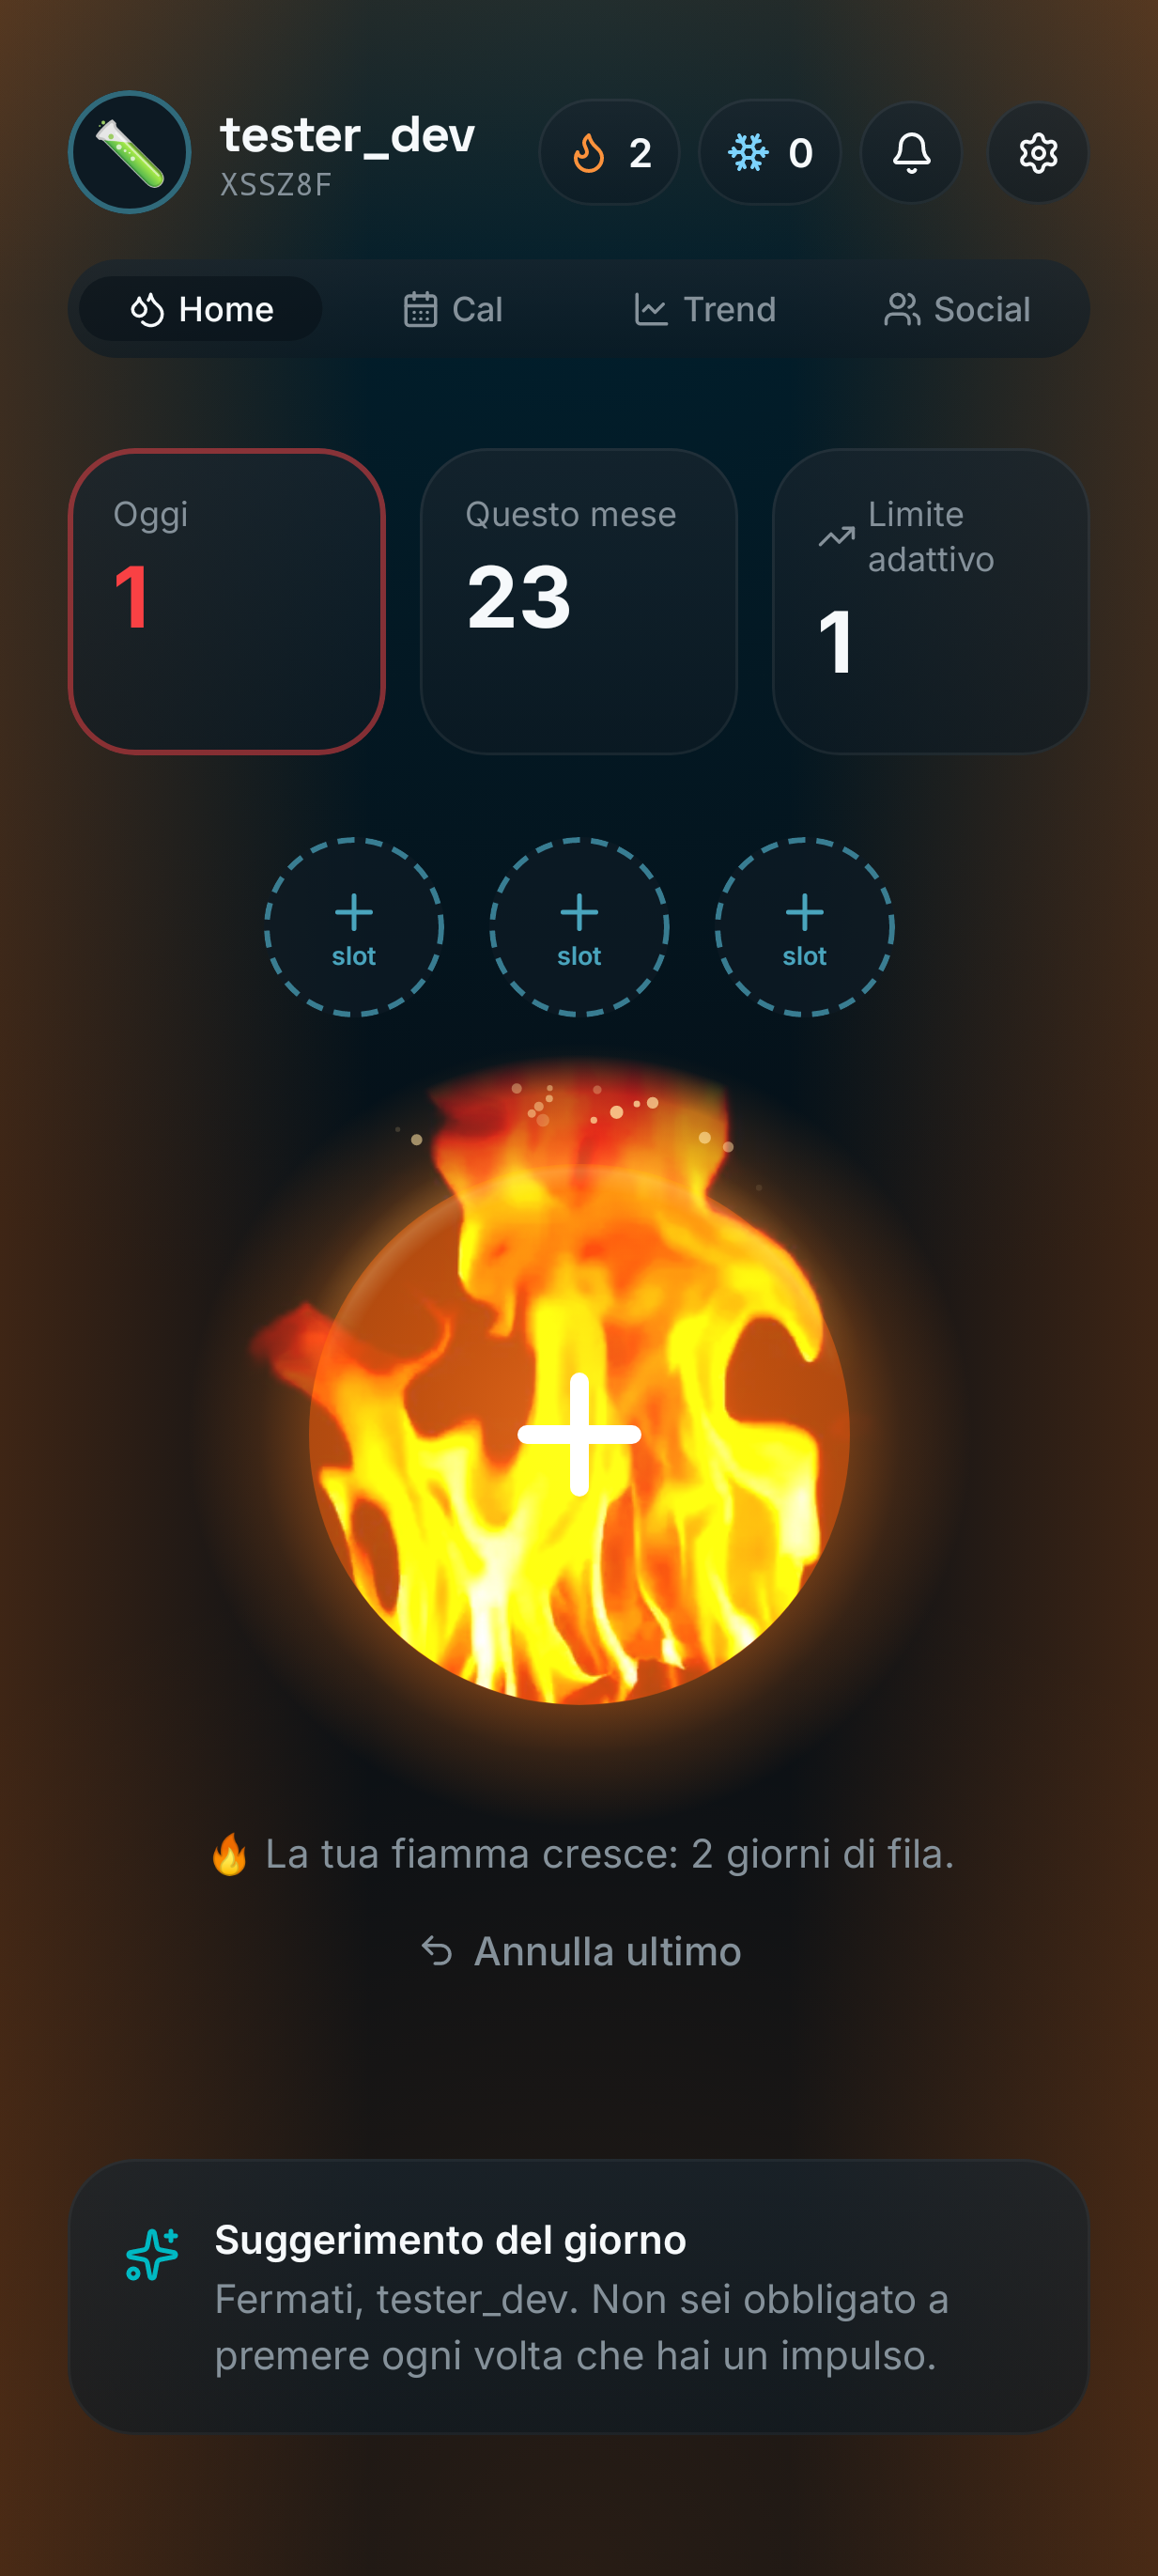 tester_dev
XSSZ8F
2
0
Home
Cal
Trend
Social
Oggi
1
Questo mese
23
Limite
adattivo
1
slot
slot
slot
La tua fiamma cresce: 2 giorni di fila.
Annulla ultimo
Suggerimento del giorno
Fermati, tester_dev. Non sei obbligato a
premere ogni volta che hai un impulso.